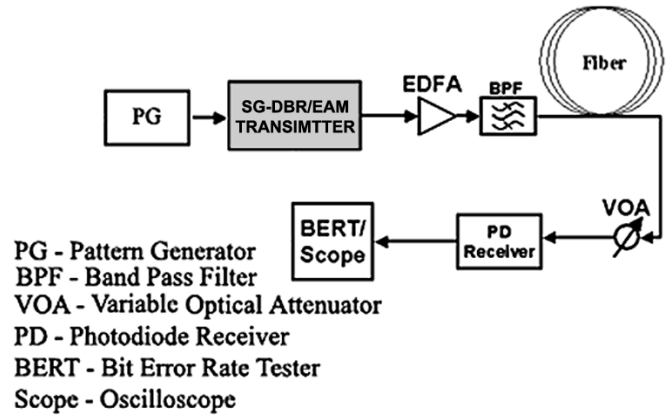 Fiber
EDFA
BPF
PG
SG-DBR/EAM
TRANSIMTTER
VOA
BERT/
Scope
PD
Receiver
PG - Pattern Generator
BPF - Band Pass Filter
VOA - Variable Optical Attenuator
PD - Photodiode Receiver
BERT - Bit Error Rate Tester
Scope - Oscilloscope